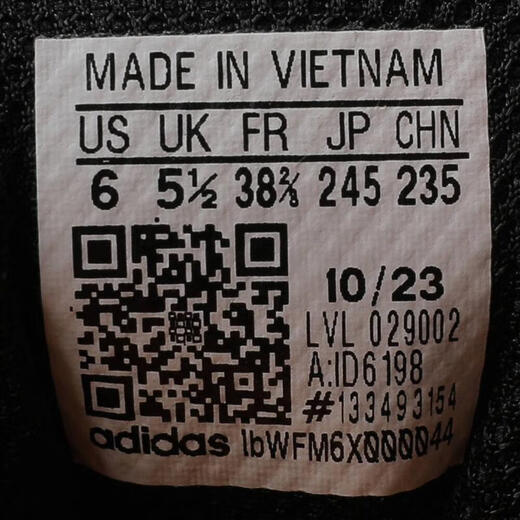 MADE IN VIETNAM
US UK FR JP CHN
6 5½ 38⅔ 245 235
10/23
LVL 029002
A:ID6198
#133493154
adidas lbWFM6X000044